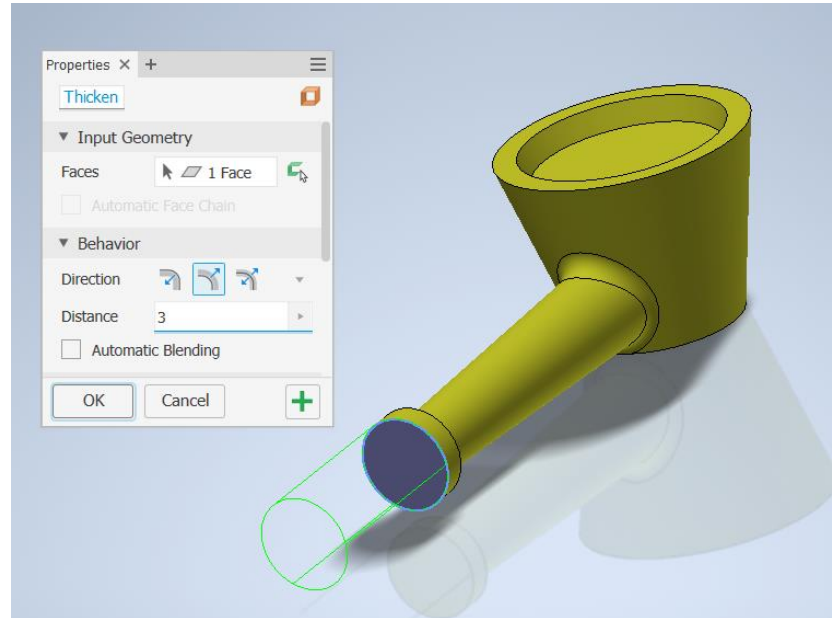 Properties × +
Thicken
Input Geometry
Faces 1 Face
Automatic Face Chain
Behavior
Direction
Distance 3
Automatic Blending
OK Cancel +